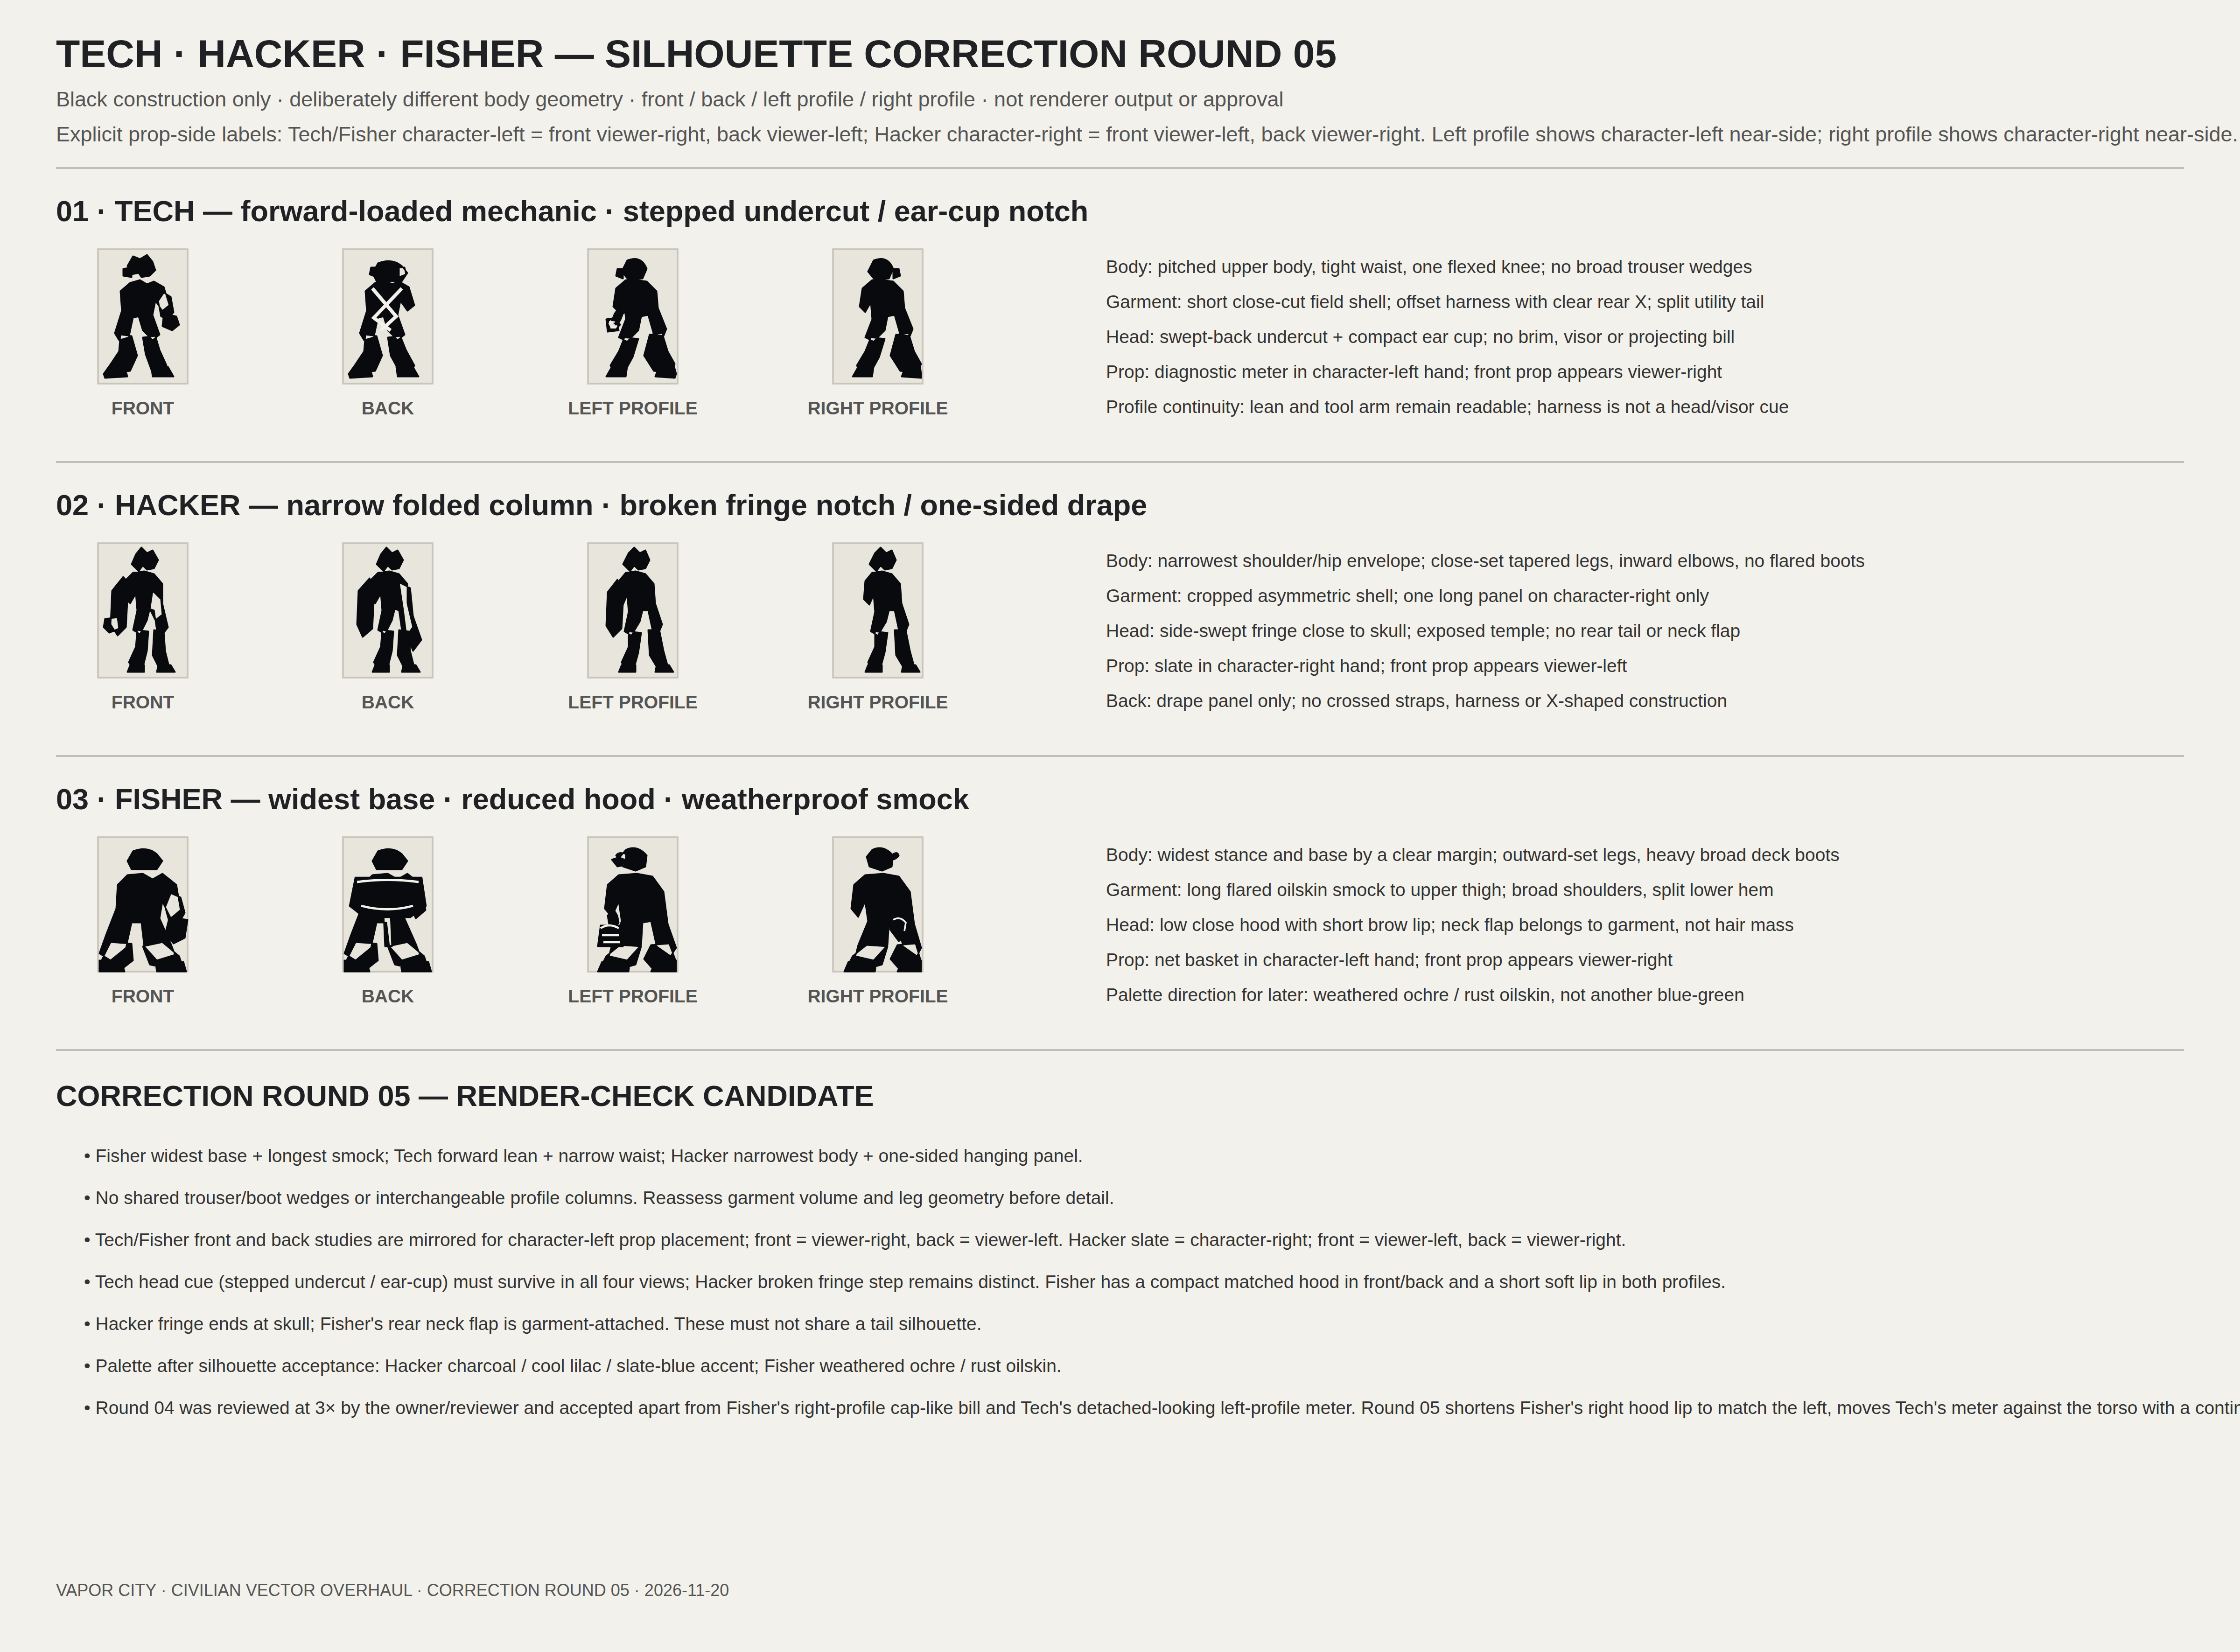 TECH · HACKER · FISHER — SILHOUETTE CORRECTION ROUND 05
Black construction only · deliberately different body geometry · front / back / left profile / right profile · not renderer output or approval
Explicit prop-side labels: Tech/Fisher character-left = front viewer-right, back viewer-left; Hacker character-right = front viewer-left, back viewer-right. Left profile shows character-left near-side; right profile shows character-right near-side.
01 · TECH — forward-loaded mechanic · stepped undercut / ear-cup notch
Body: pitched upper body, tight waist, one flexed knee; no broad trouser wedges
Garment: short close-cut field shell; offset harness with clear rear X; split utility tail
Head: swept-back undercut + compact ear cup; no brim, visor or projecting bill
Prop: diagnostic meter in character-left hand; front prop appears viewer-right
Profile continuity: lean and tool arm remain readable; harness is not a head/visor cue
FRONT
BACK
LEFT PROFILE
RIGHT PROFILE
02 · HACKER — narrow folded column · broken fringe notch / one-sided drape
Body: narrowest shoulder/hip envelope; close-set tapered legs, inward elbows, no flared boots
Garment: cropped asymmetric shell; one long panel on character-right only
Head: side-swept fringe close to skull; exposed temple; no rear tail or neck flap
Prop: slate in character-right hand; front prop appears viewer-left
Back: drape panel only; no crossed straps, harness or X-shaped construction
FRONT
BACK
LEFT PROFILE
RIGHT PROFILE
03 · FISHER — widest base · reduced hood · weatherproof smock
Body: widest stance and base by a clear margin; outward-set legs, heavy broad deck boots
Garment: long flared oilskin smock to upper thigh; broad shoulders, split lower hem
Head: low close hood with short brow lip; neck flap belongs to garment, not hair mass
Prop: net basket in character-left hand; front prop appears viewer-right
Palette direction for later: weathered ochre / rust oilskin, not another blue-green
FRONT
BACK
LEFT PROFILE
RIGHT PROFILE
CORRECTION ROUND 05 — RENDER-CHECK CANDIDATE
• Fisher widest base + longest smock; Tech forward lean + narrow waist; Hacker narrowest body + one-sided hanging panel.
• No shared trouser/boot wedges or interchangeable profile columns. Reassess garment volume and leg geometry before detail.
• Tech/Fisher front and back studies are mirrored for character-left prop placement; front = viewer-right, back = viewer-left. Hacker slate = character-right; front = viewer-left, back = viewer-right.
• Tech head cue (stepped undercut / ear-cup) must survive in all four views; Hacker broken fringe step remains distinct. Fisher has a compact matched hood in front/back and a short soft lip in both profiles.
• Hacker fringe ends at skull; Fisher's rear neck flap is garment-attached. These must not share a tail silhouette.
• Palette after silhouette acceptance: Hacker charcoal / cool lilac / slate-blue accent; Fisher weathered ochre / rust oilskin.
• Round 04 was reviewed at 3× by the owner/reviewer and accepted apart from Fisher's right-profile cap-like bill and Tech's detached-looking left-profile meter. Round 05 shortens Fisher's right hood lip to match the left, moves Tech's meter against the torso with a
VAPOR CITY · CIVILIAN VECTOR OVERHAUL · CORRECTION ROUND 05 · 2026-11-20